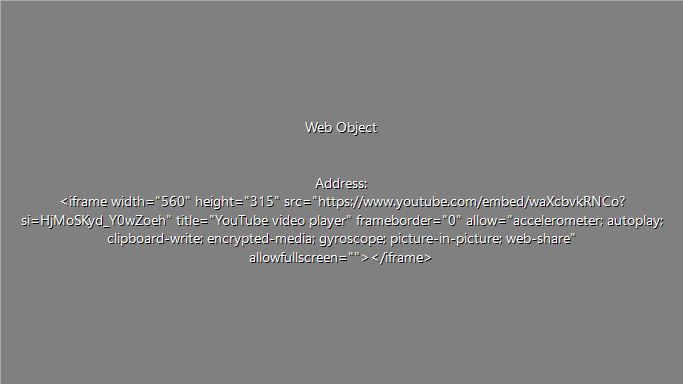 Web Object
Address:
<iframe width="560" height="315" src="https://www.youtube.com/embed/waXcbvkRNCo?
si=HjMoSKyd_Y0wZoeh" title="YouTube video player" frameborder="0" allow="accelerometer; autoplay;
clipboard-write; encrypted-media; gyroscope; picture-in-picture; web-share"
allowfullscreen=""></iframe>